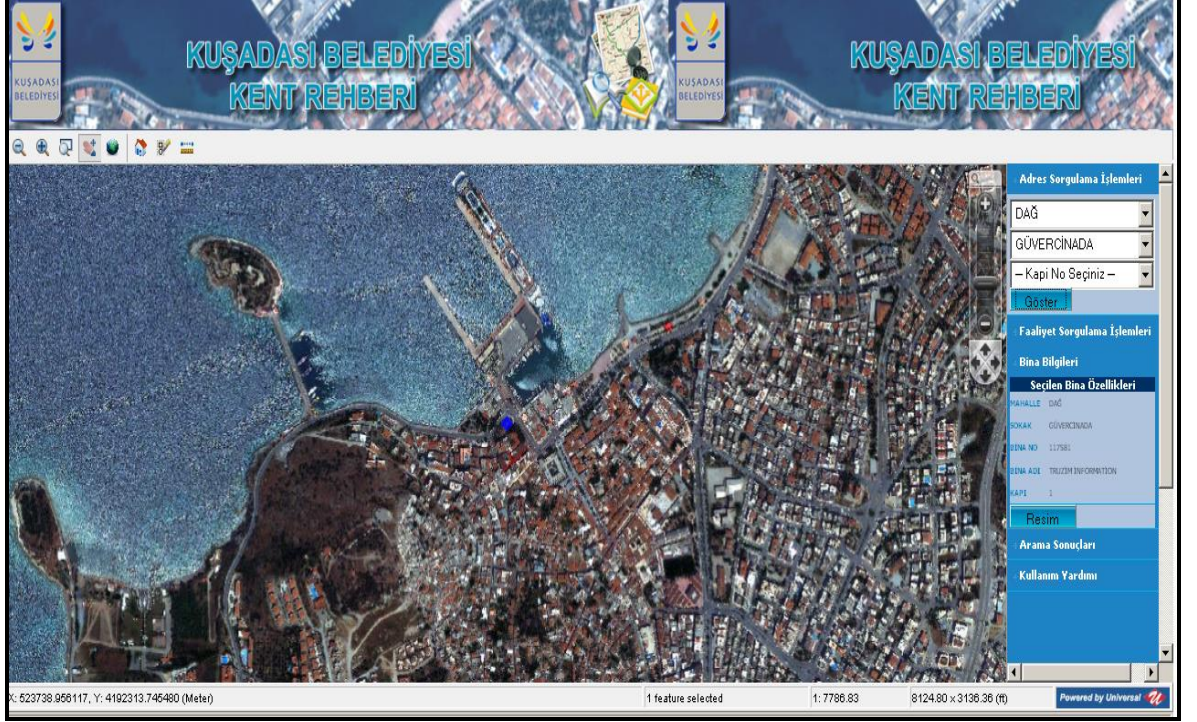 KUŞADASI BELEDİYESİ
KENT REHBERİ
KUŞADASI
BELEDİYESİ
KUŞADASI BELEDİYESİ
KENT REHBERİ
KUŞADASI
BELEDİYESİ
Adres Sorgulama İşlemleri
DAĞ
GÜVERCİNADA
-- Kapi No Seçiniz --
Göster
Faaliyet Sorgulama İşlemleri
Bina Bilgileri
Seçilen Bina Özellikleri
MAHALLE DAĞ
SOKAK GÜVERCINADA
BINA NO 117581
BINA ADI TRUZIM INFORMATION
KAPI 1
Resim
Arama Sonuçları
Kullanım Yardımı
X: 523738.956117, Y: 4192313.745480 (Meter)
1 feature selected
1: 7786.83
8124.80 x 3136.36 (ft)
Powered by Universal